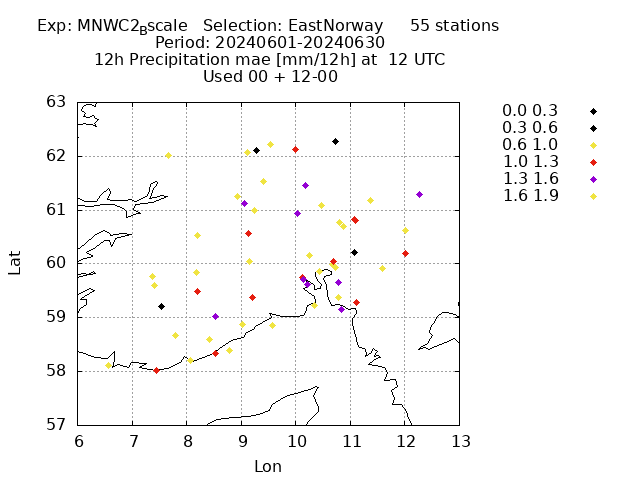 Exp: MNWC2Bscale Selection: EastNorway 55 stations
Period: 20240601-20240630
12h Precipitation mae [mm/12h] at 12 UTC
Used 00 + 12-00
63
62
61
60
59
58
57
Lat
6 7 8 9 10 11 12 13
Lon
0.0 0.3
0.3 0.6
0.6 1.0
1.0 1.3
1.3 1.6
1.6 1.9